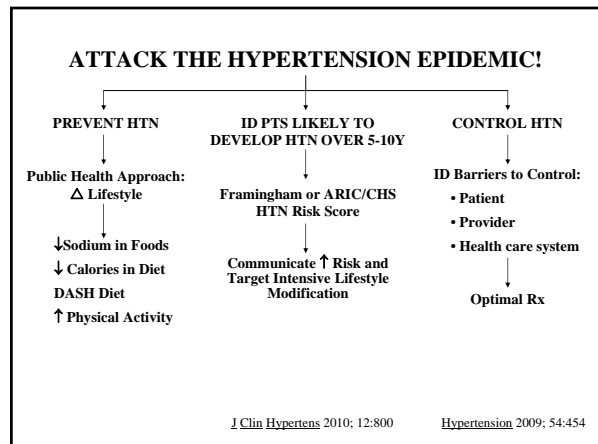 ATTACK THE HYPERTENSION EPIDEMIC!
PREVENT HTN
Public Health Approach:
△ Lifestyle
↓Sodium in Foods
↓ Calories in Diet
DASH Diet
↑ Physical Activity
ID PTS LIKELY TO
DEVELOP HTN OVER 5-10Y
Framingham or ARIC/CHS
HTN Risk Score
Communicate ↑ Risk and
Target Intensive Lifestyle
Modification
CONTROL HTN
ID Barriers to Control:
• Patient
• Provider
• Health care system
Optimal Rx
J Clin Hypertens 2010; 12:800
Hypertension 2009; 54:454